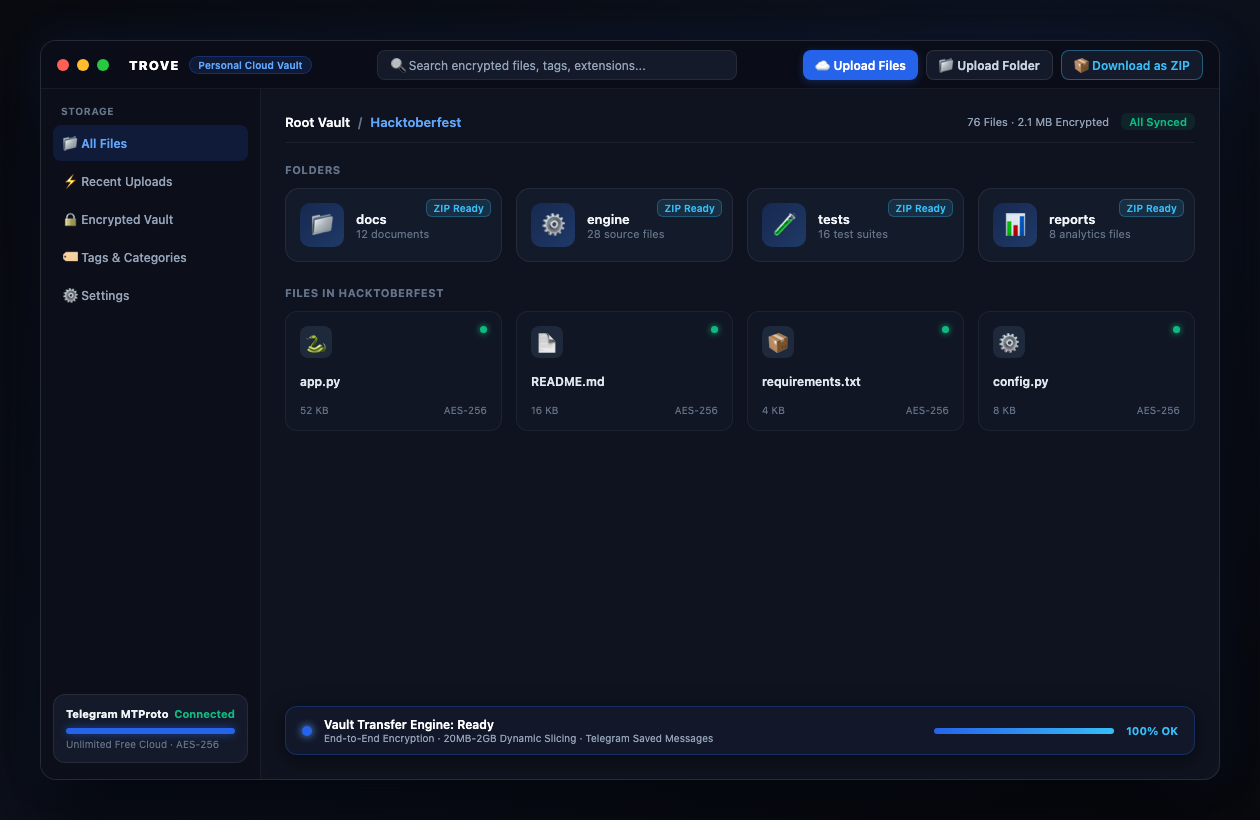 TROVE
Personal Cloud Vault
Search encrypted files, tags, extensions...
Upload Files
Upload Folder
Download as ZIP
STORAGE
All Files
Recent Uploads
Encrypted Vault
Tags & Categories
Settings
Telegram MTProto Connected
Unlimited Free Cloud · AES-256
Root Vault / Hacktoberfest
76 Files · 2.1 MB Encrypted
All Synced
FOLDERS
docs
12 documents
ZIP Ready
engine
28 source files
ZIP Ready
tests
16 test suites
ZIP Ready
reports
8 analytics files
ZIP Ready
FILES IN HACKTOBERFEST
app.py
52 KB AES-256
README.md
16 KB AES-256
requirements.txt
4 KB AES-256
config.py
8 KB AES-256
Vault Transfer Engine: Ready
End-to-End Encryption · 20MB-2GB Dynamic Slicing · Telegram Saved Messages
100% OK